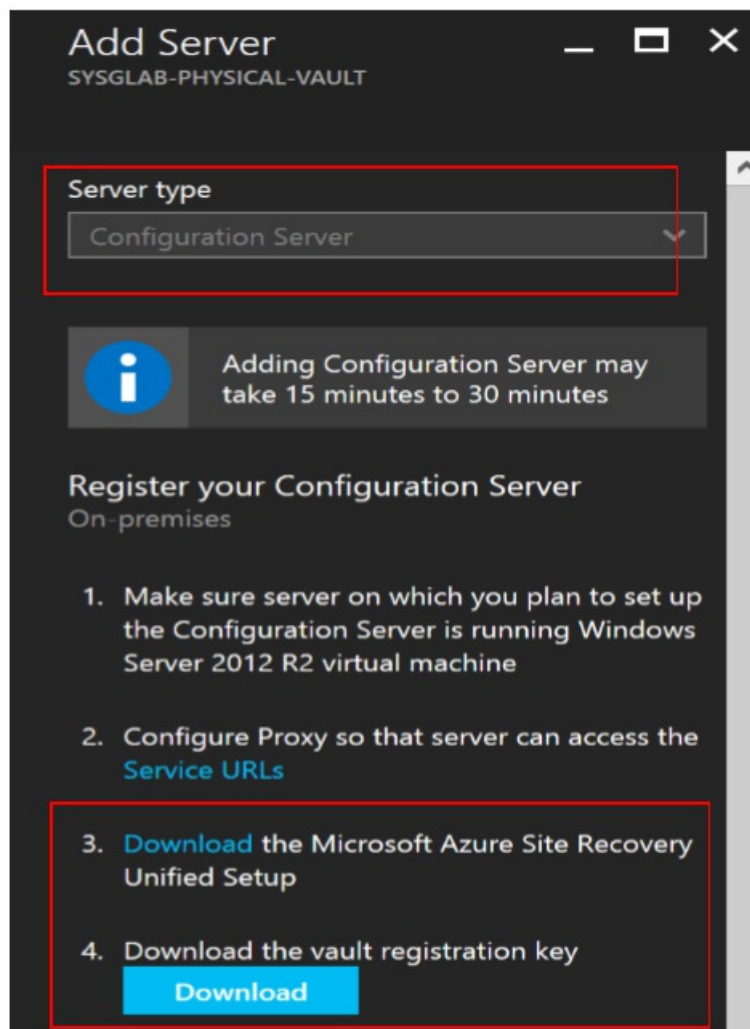 Add Server
SYSGLAB-PHYSICAL-VAULT
Server type
Configuration Server
Adding Configuration Server may
take 15 minutes to 30 minutes
Register your Configuration Server
On-premises
1. Make sure server on which you plan to set up
the Configuration Server is running Windows
Server 2012 R2 virtual machine
2. Configure Proxy so that server can access the
Service URLs
3. Download the Microsoft Azure Site Recovery
Unified Setup
4. Download the vault registration key
Download